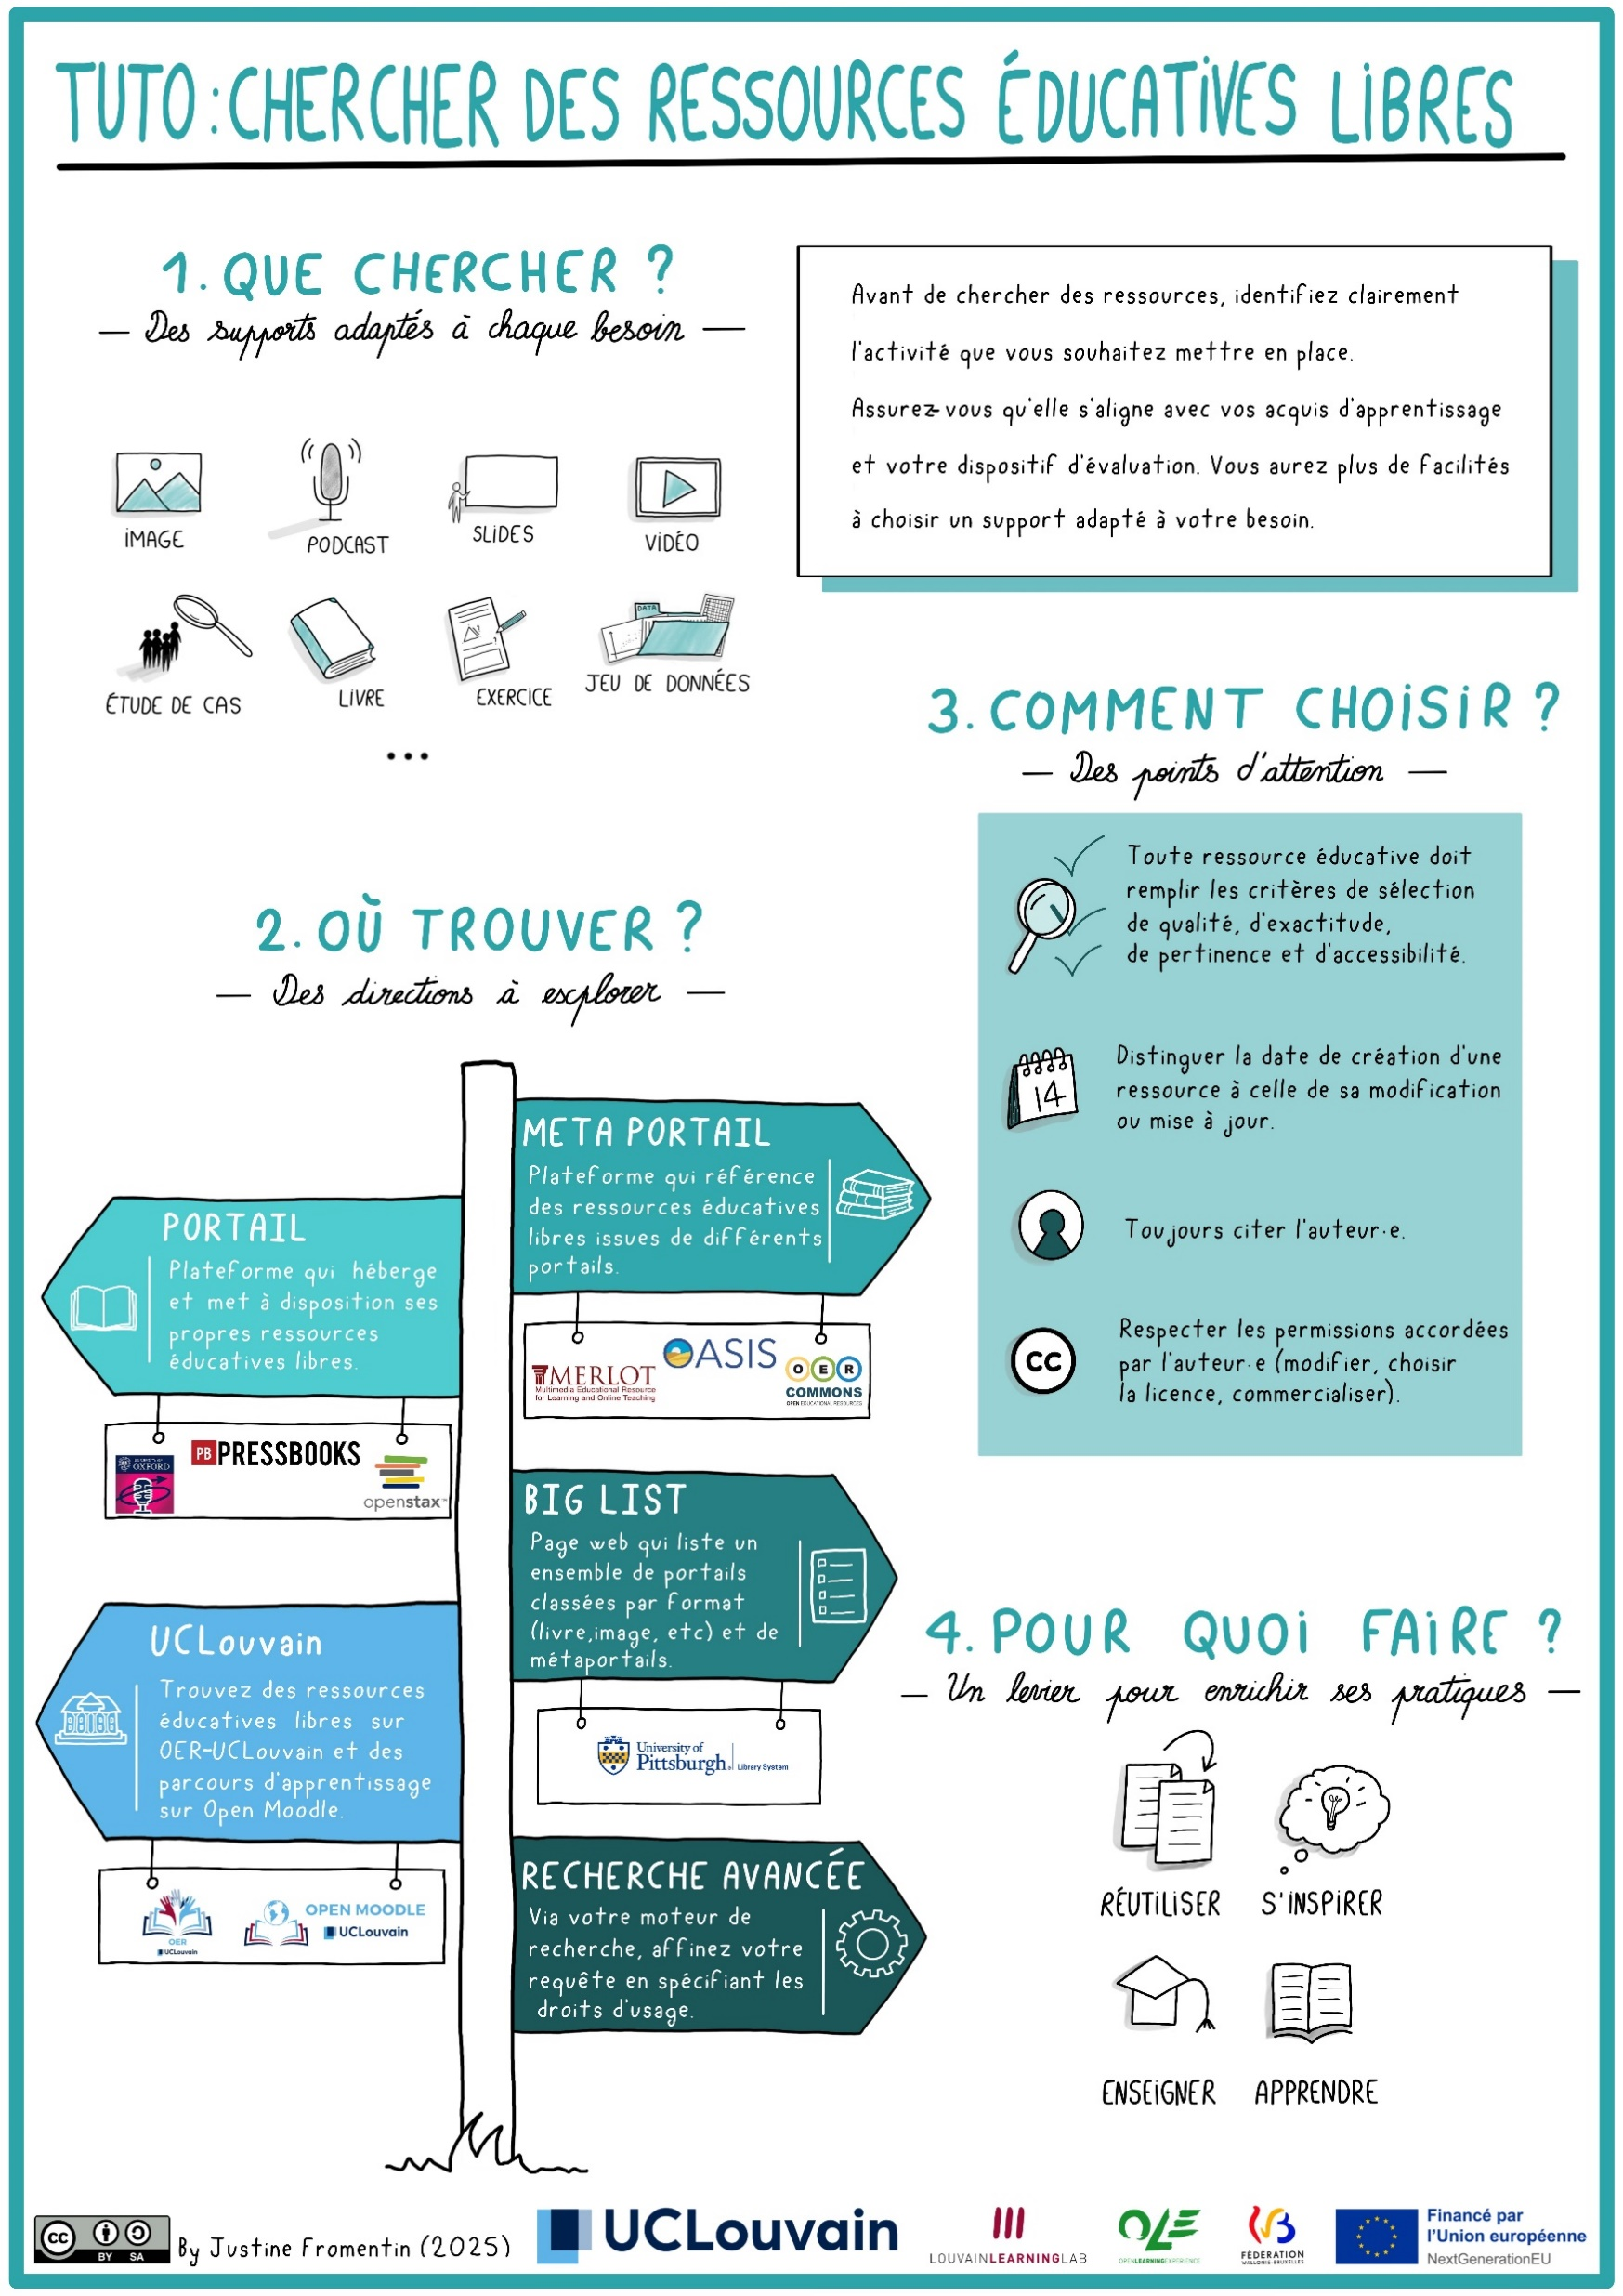 TUTO : CHERCHER DES RESSOURCES ÉDUCATIVES LIBRES
1. QUE CHERCHER ?
— Des supports adaptés à chaque besoin —
IMAGE
PODCAST
SLIDES
VIDÉO
DATA
ÉTUDE DE CAS
LIVRE
EXERCICE
JEU DE DONNÉES
...
Avant de chercher des ressources, identifiez clairement
l'activité que vous souhaitez mettre en place.
Assurez-vous qu'elle s'aligne avec vos acquis d'apprentissage
et votre dispositif d'évaluation. Vous aurez plus de facilités
à choisir un support adapté à votre besoin.
2. OÙ TROUVER ?
— Des directions à explorer —
META PORTAIL
Plateforme qui référence
des ressources éducatives
libres issues de différents
portails.
MERLOT
Multimedia Educational Resource
for Learning and Online Teaching
OASIS
OER
COMMONS
OPEN EDUCATIONAL RESOURCES
PORTAIL
Plateforme qui héberge
et met à disposition ses
propres ressources
éducatives libres.
OXFORD
PB PRESSBOOKS
openstax™
BIG LIST
Page web qui liste un
ensemble de portails
classées par format
(livre,image, etc) et de
métaportails.
University of
Pittsburgh Library System
UCLouvain
Trouvez des ressources
éducatives libres sur
OER-UCLouvain et des
parcours d'apprentissage
sur Open Moodle.
OER
UCLouvain
OPEN MOODLE
UCLouvain
RECHERCHE AVANCÉE
Via votre moteur de
recherche, affinez votre
requête en spécifiant les
droits d'usage.
3. COMMENT CHOISIR ?
— Des points d'attention —
Toute ressource éducative doit
remplir les critères de sélection
de qualité, d'exactitude,
de pertinence et d'accessibilité.
14
Distinguer la date de création d'une
ressource à celle de sa modification
ou mise à jour.
Toujours citer l'auteur·e.
CC
Respecter les permissions accordées
par l'auteur·e (modifier, choisir
la licence, commercialiser).
4. POUR QUOI FAIRE ?
— Un levier pour enrichir ses pratiques —
RÉUTILISER
S'INSPIRER
ENSEIGNER
APPRENDRE
CC BY SA
By Justine Fromentin (2025)
UCLouvain
LOUVAINLEARNINGLAB
OLE
OPENLEARNINGEXPERIENCE
FÉDÉRATION
WALLONIE-BRUXELLES
Financé par
l'Union européenne
NextGenerationEU